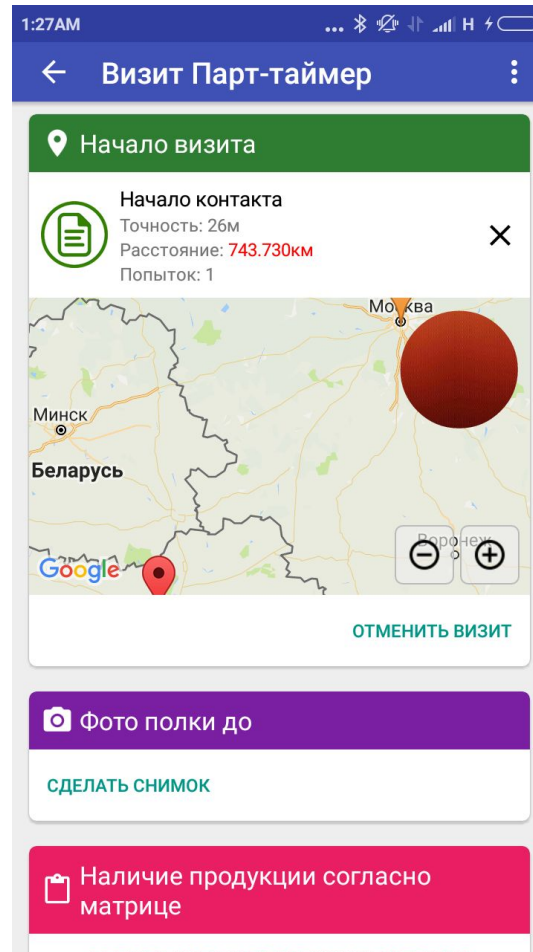 1:27AM ... H
Визит Парт-таймер
Начало визита
Начало контакта
Точность: 26м
Расстояние: 743.730км
Попыток: 1
Москва
Минск
Беларусь
Воронеж
Google
ОТМЕНИТЬ ВИЗИТ
Фото полки до
СДЕЛАТЬ СНИМОК
Наличие продукции согласно
матрице